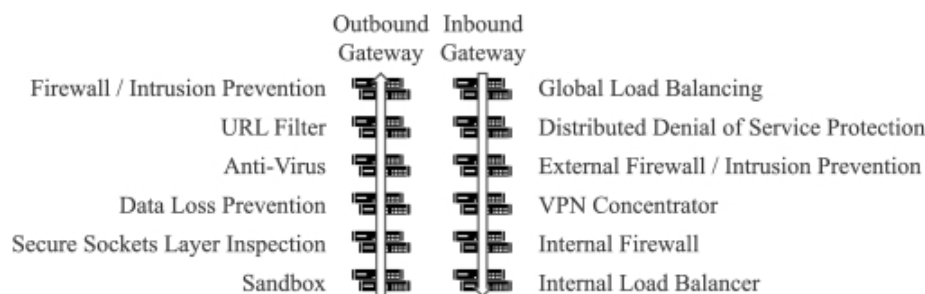 Outbound Inbound
Gateway Gateway
Firewall / Intrusion Prevention Global Load Balancing
URL Filter Distributed Denial of Service Protection
Anti-Virus External Firewall / Intrusion Prevention
Data Loss Prevention VPN Concentrator
Secure Sockets Layer Inspection Internal Firewall
Sandbox Internal Load Balancer